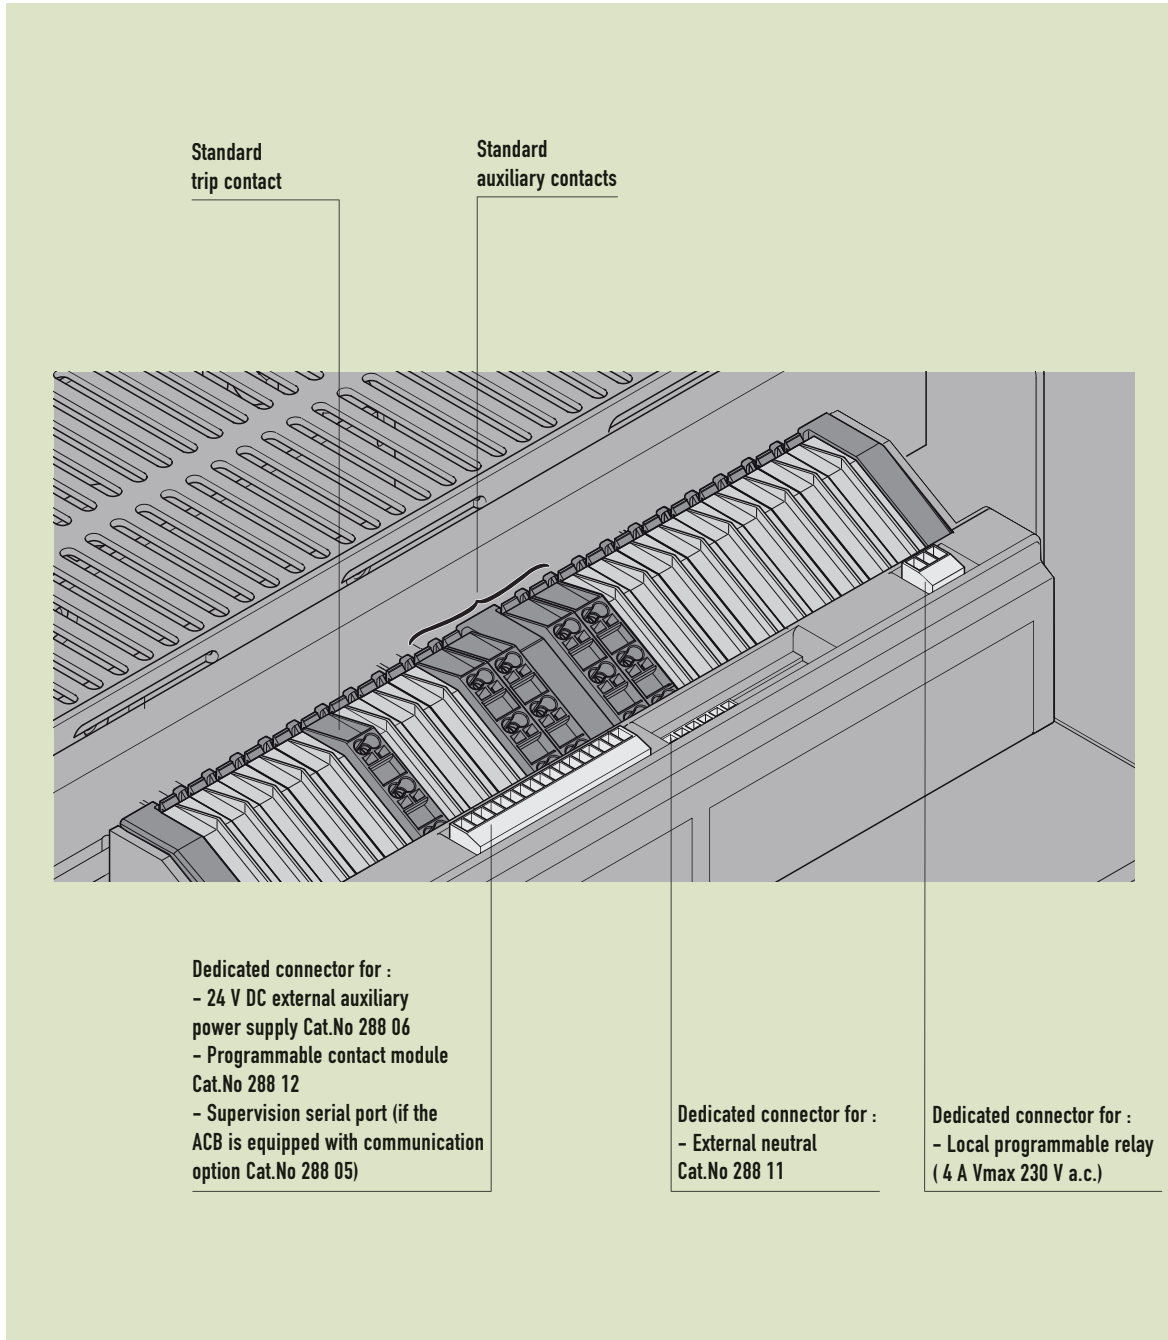 Standard
trip contact
Standard
auxiliary contacts
Dedicated connector for :
– 24 V DC external auxiliary
power supply Cat.No 288 06
– Programmable contact module
Cat.No 288 12
– Supervision serial port (if the
ACB is equipped with communication
option Cat.No 288 05)
Dedicated connector for :
– External neutral
Cat.No 288 11
Dedicated connector for :
– Local programmable relay
( 4 A Vmax 230 V a.c.)